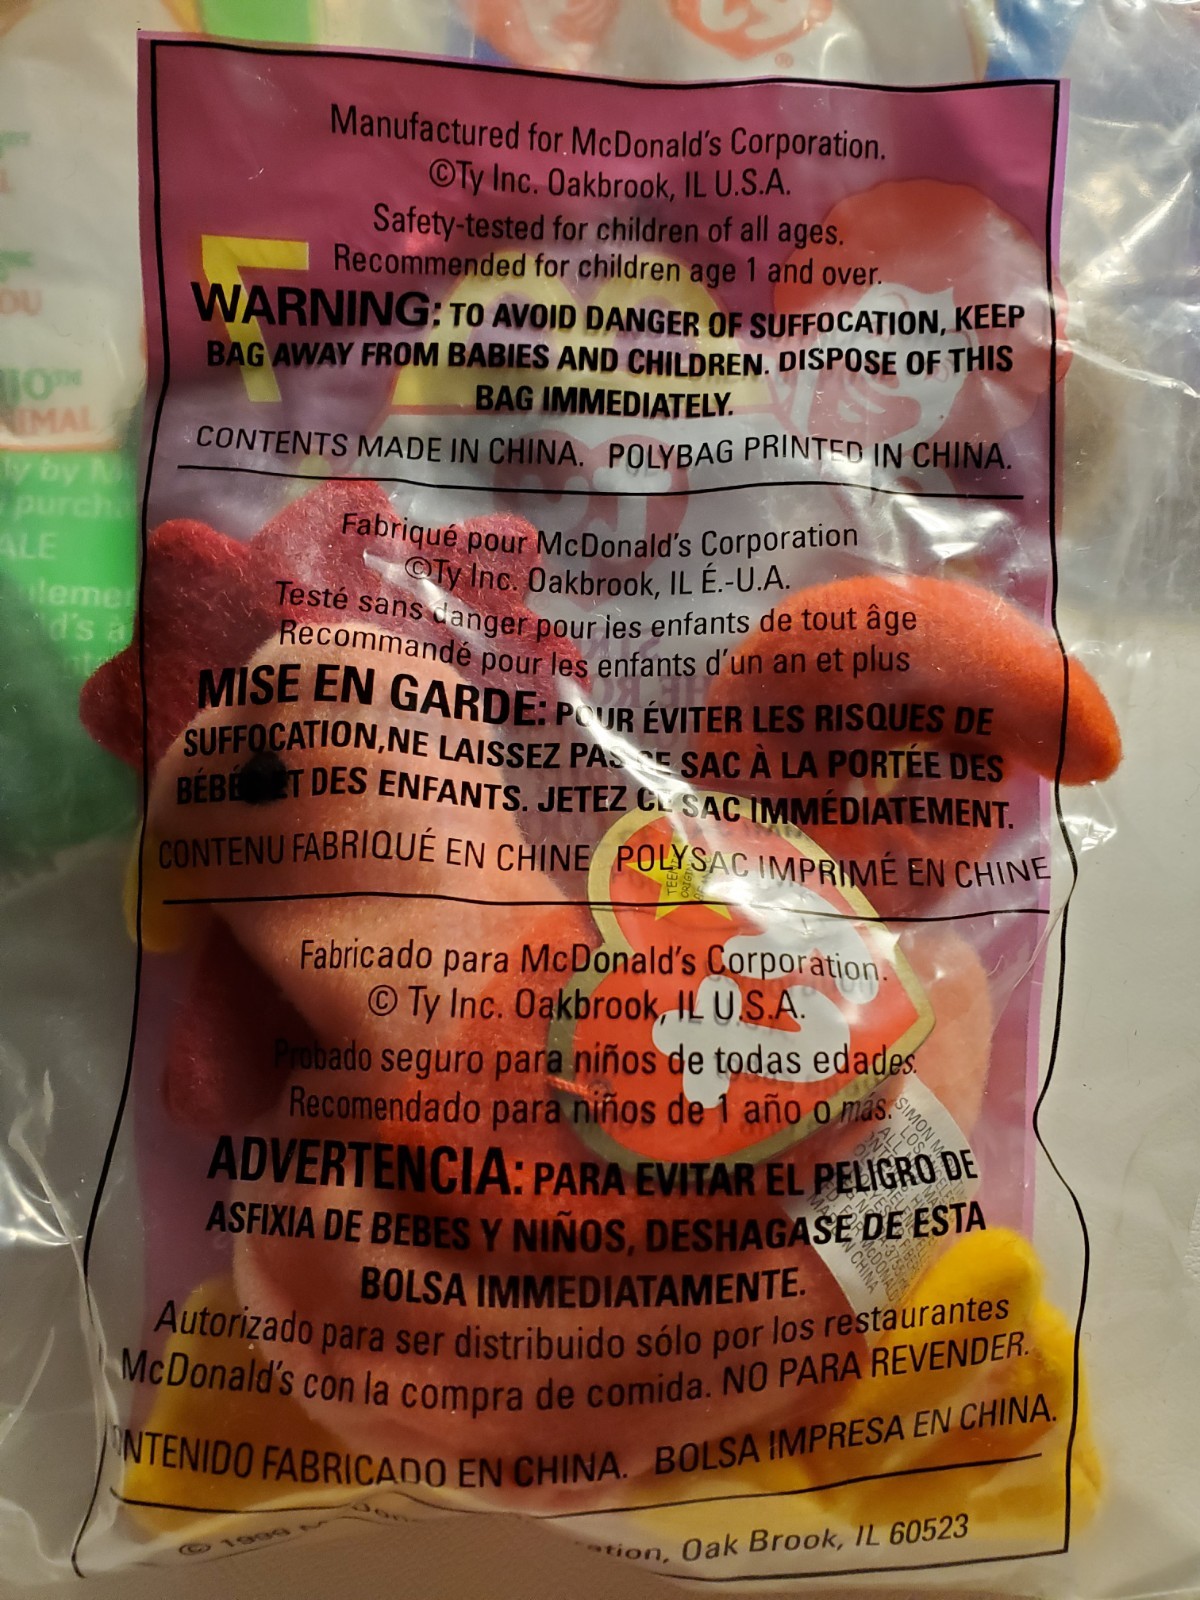 Manufactured for McDonald's Corporation.
©Ty Inc. Oakbrook, IL U.S.A.
Safety-tested for children of all ages.
Recommended for children age 1 and over.
WARNING: TO AVOID DANGER OF SUFFOCATION, KEEP
BAG AWAY FROM BABIES AND CHILDREN. DISPOSE OF THIS
BAG IMMEDIATELY.
CONTENTS MADE IN CHINA. POLYBAG PRINTED IN CHINA.
Fabriqué pour McDonald's Corporation
©Ty Inc. Oakbrook, IL É.-U.A.
Testé sans danger pour les enfants de tout âge
Recommandé pour les enfants d'un an et plus
MISE EN GARDE: POUR ÉVITER LES RISQUES DE
SUFFOCATION,NE LAISSEZ PAS CE SAC À LA PORTÉE DES
BÉBÉ ET DES ENFANTS. JETEZ CE SAC IMMÉDIATEMENT.
CONTENU FABRIQUÉ EN CHINE POLYSAC IMPRIMÉ EN CHINE
Fabricado para McDonald's Corporation.
© Ty Inc. Oakbrook, IL U.S.A.
Probado seguro para niños de todas edades.
Recomendado para niños de 1 año o más.
ADVERTENCIA: PARA EVITAR EL PELIGRO DE
ASFIXIA DE BEBES Y NIÑOS, DESHAGASE DE ESTA
BOLSA IMMEDIATAMENTE.
Autorizado para ser distribuido sólo por los restaurantes
McDonald's con la compra de comida. NO PARA REVENDER.
NTENIDO FABRICADO EN CHINA. BOLSA IMPRESA EN CHINA.
© 1999 Oak Brook, IL 60523
ty
7